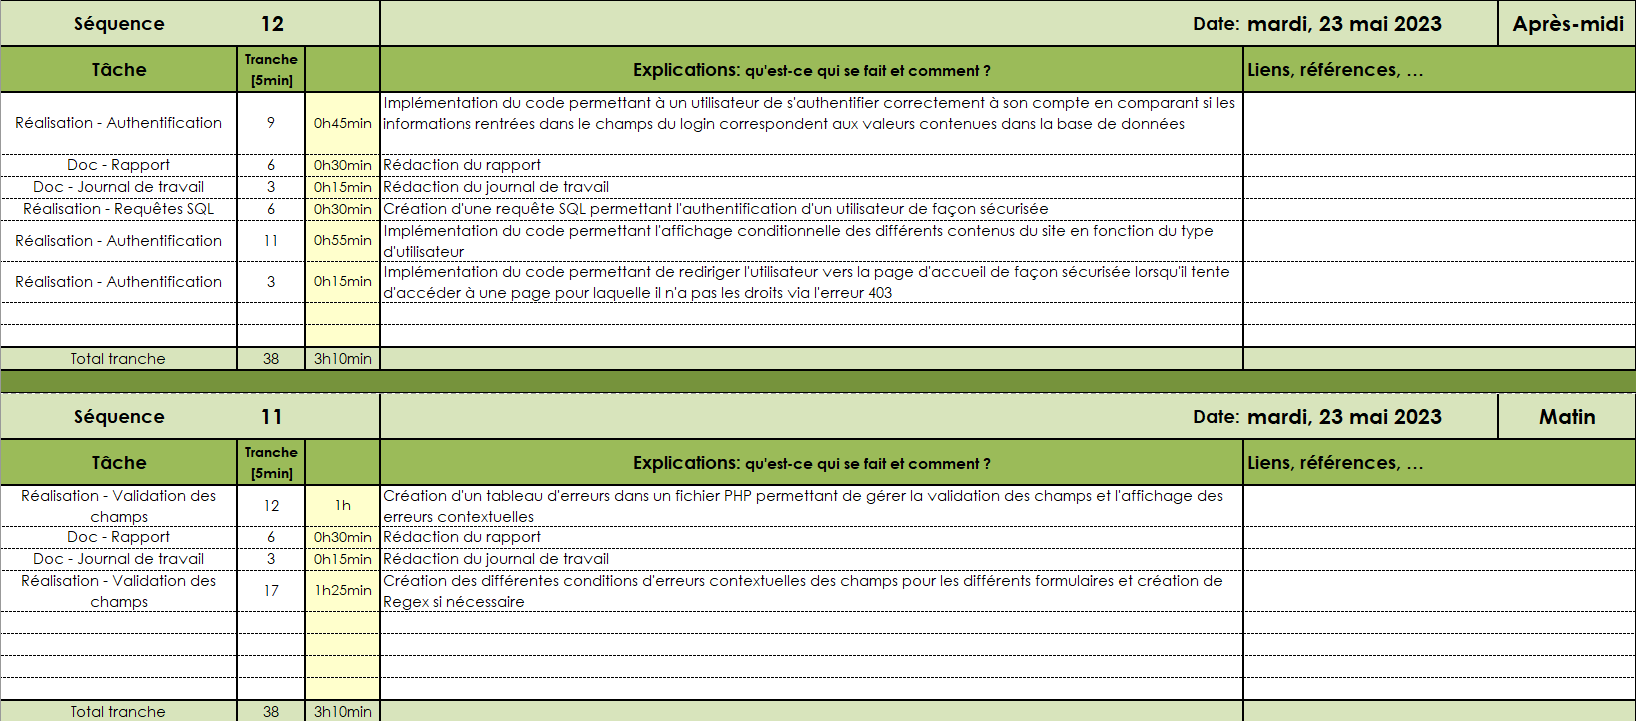 Séquence 12 Date: mardi, 23 mai 2023 Après-midi
Tâche Tranche [5min] Explications: qu'est-ce qui se fait et comment ? Liens, références, ...
Réalisation - Authentification 9 0h45min Implémentation du code permettant à un utilisateur de s'authentifier correctement à son compte en comparant si les
informations rentrées dans le champs du login correspondent aux valeurs contenues dans la base de données
Doc - Rapport 6 0h30min Rédaction du rapport
Doc - Journal de travail 3 0h15min Rédaction du journal de travail
Réalisation - Requêtes SQL 6 0h30min Création d'une requête SQL permettant l'authentification d'un utilisateur de façon sécurisée
Réalisation - Authentification 11 0h55min Implémentation du code permettant l'affichage conditionnelle des différents contenus du site en fonction du type
d'utilisateur
Réalisation - Authentification 3 0h15min Implémentation du code permettant de rediriger l'utilisateur vers la page d'accueil de façon sécurisée lorsqu'il tente
d'accéder à une page pour laquelle il n'a pas les droits via l'erreur 403
Total tranche 38 3h10min
Séquence 11 Date: mardi, 23 mai 2023 Matin
Tâche Tranche [5min] Explications: qu'est-ce qui se fait et comment ? Liens, références, ...
Réalisation - Validation des champs 12 1h Création d'un tableau d'erreurs dans un fichier PHP permettant de gérer la validation des champs et l'affichage des
erreurs contextuelles
Doc - Rapport 6 0h30min Rédaction du rapport
Doc - Journal de travail 3 0h15min Rédaction du journal de travail
Réalisation - Validation des champs 17 1h25min Création des différentes conditions d'erreurs contextuelles des champs pour les différents formulaires et création de
Regex si nécessaire
Total tranche 38 3h10min